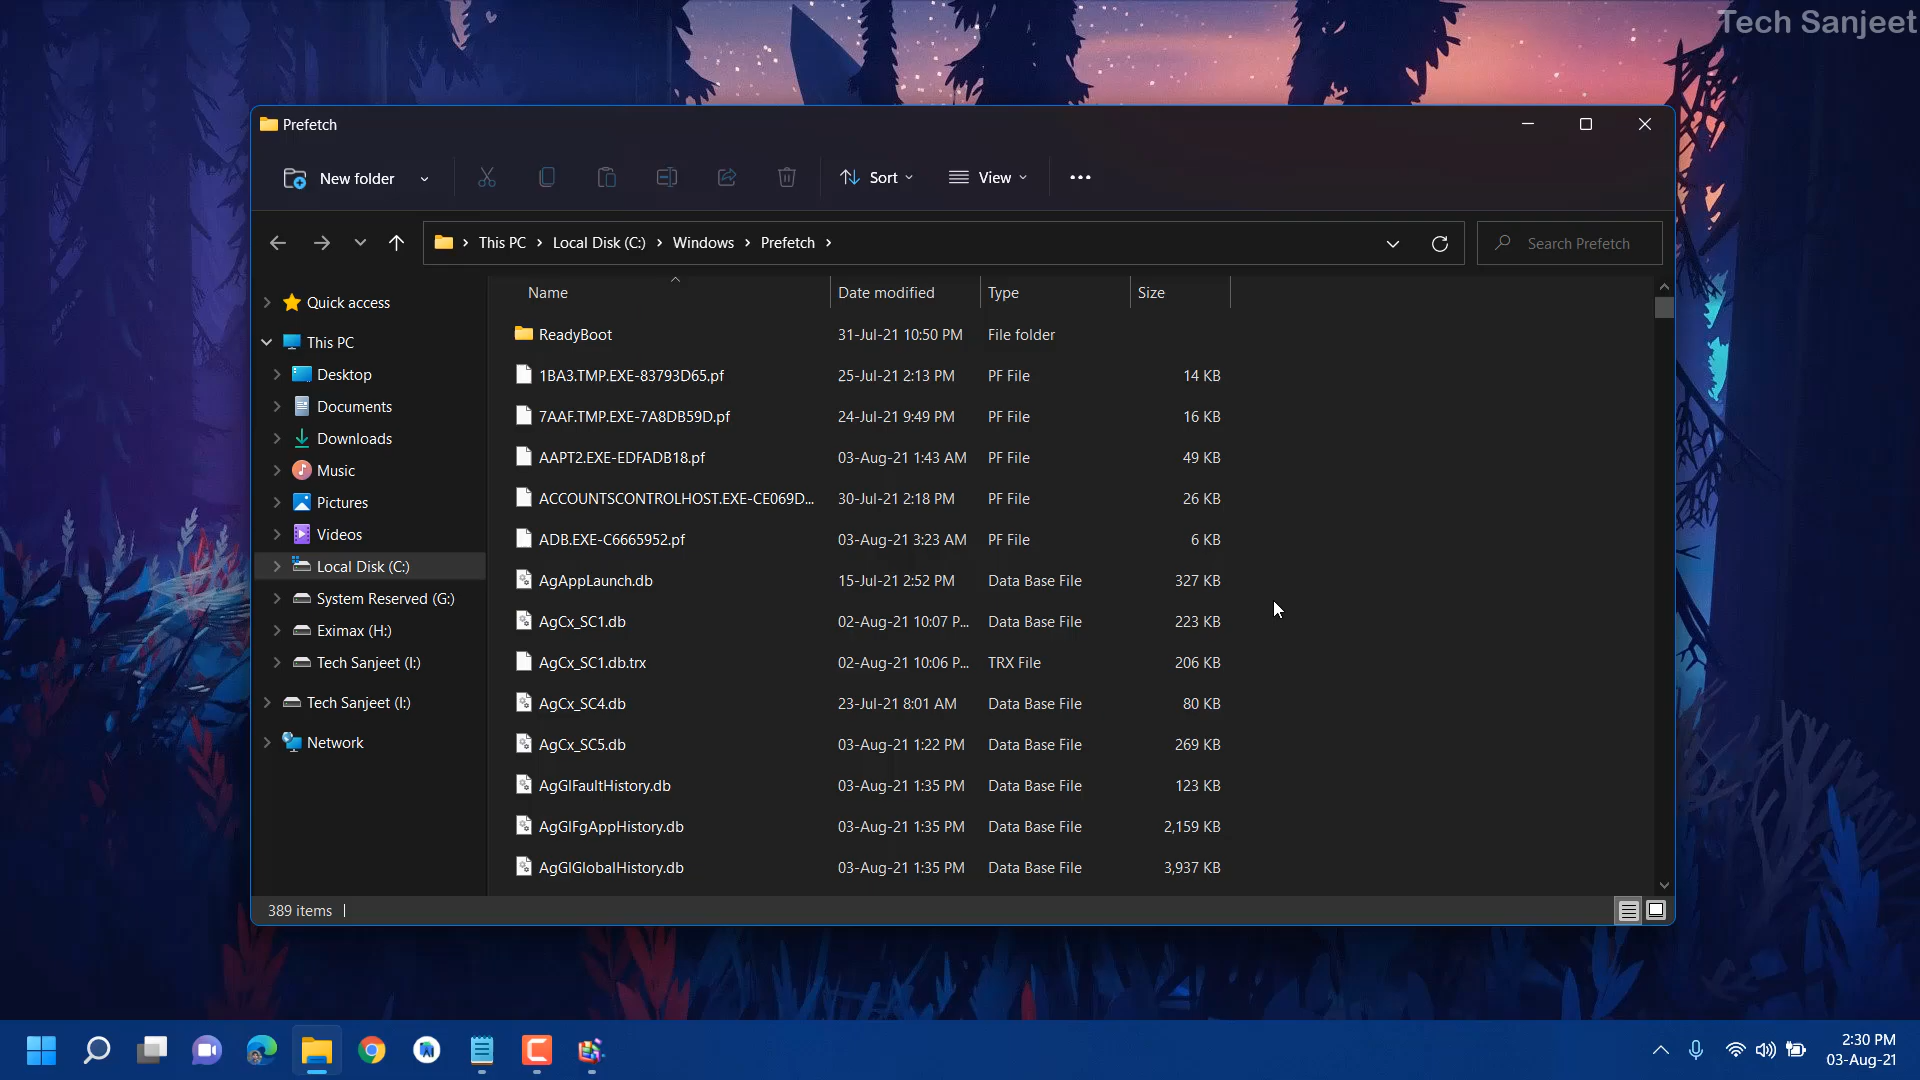 Tech Sanjeet
Prefetch
New folder
Sort
View
This PC
Local Disk (C:)
Windows
Prefetch
Search Prefetch
Name
Date modified
Type
Size
Quick access
This PC
Desktop
Documents
Downloads
Music
Pictures
Videos
Local Disk (C:)
System Reserved (G:)
Eximax (H:)
Tech Sanjeet (I:)
Tech Sanjeet (I:)
Network
ReadyBoot 31-Jul-21 10:50 PM File folder
1BA3.TMP.EXE-83793D65.pf 25-Jul-21 2:13 PM PF File 14 KB
7AAF.TMP.EXE-7A8DB59D.pf 24-Jul-21 9:49 PM PF File 16 KB
AAPT2.EXE-EDFADB18.pf 03-Aug-21 1:43 AM PF File 49 KB
ACCOUNTSCONTROLHOST.EXE-CE069D... 30-Jul-21 2:18 PM PF File 26 KB
ADB.EXE-C6665952.pf 03-Aug-21 3:23 AM PF File 6 KB
AgAppLaunch.db 15-Jul-21 2:52 PM Data Base File 327 KB
AgCx_SC1.db 02-Aug-21 10:07 P... Data Base File 223 KB
AgCx_SC1.db.trx 02-Aug-21 10:06 P... TRX File 206 KB
AgCx_SC4.db 23-Jul-21 8:01 AM Data Base File 80 KB
AgCx_SC5.db 03-Aug-21 1:22 PM Data Base File 269 KB
AgGlFaultHistory.db 03-Aug-21 1:35 PM Data Base File 123 KB
AgGlFgAppHistory.db 03-Aug-21 1:35 PM Data Base File 2,159 KB
AgGlGlobalHistory.db 03-Aug-21 1:35 PM Data Base File 3,937 KB
389 items
2:30 PM
03-Aug-21